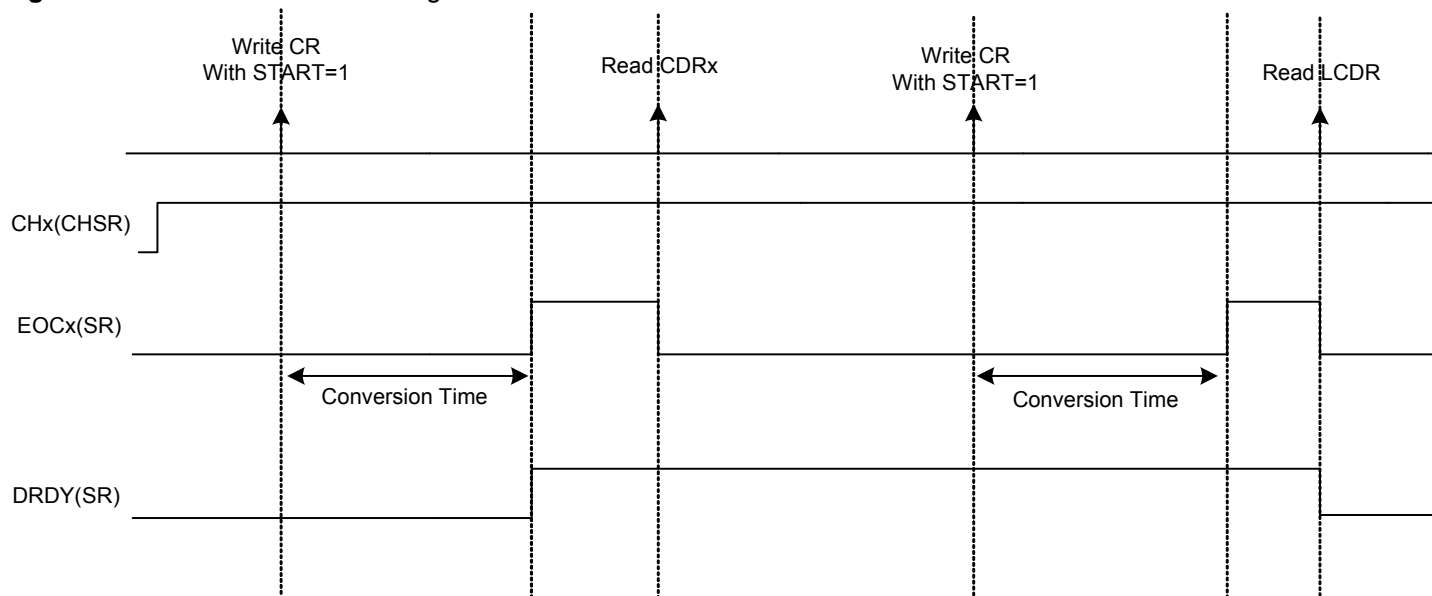 Write CR
With START=1
Read CDRx
Write CR
With START=1
Read LCDR
CHx(CHSR)
EOCx(SR)
Conversion Time
Conversion Time
DRDY(SR)